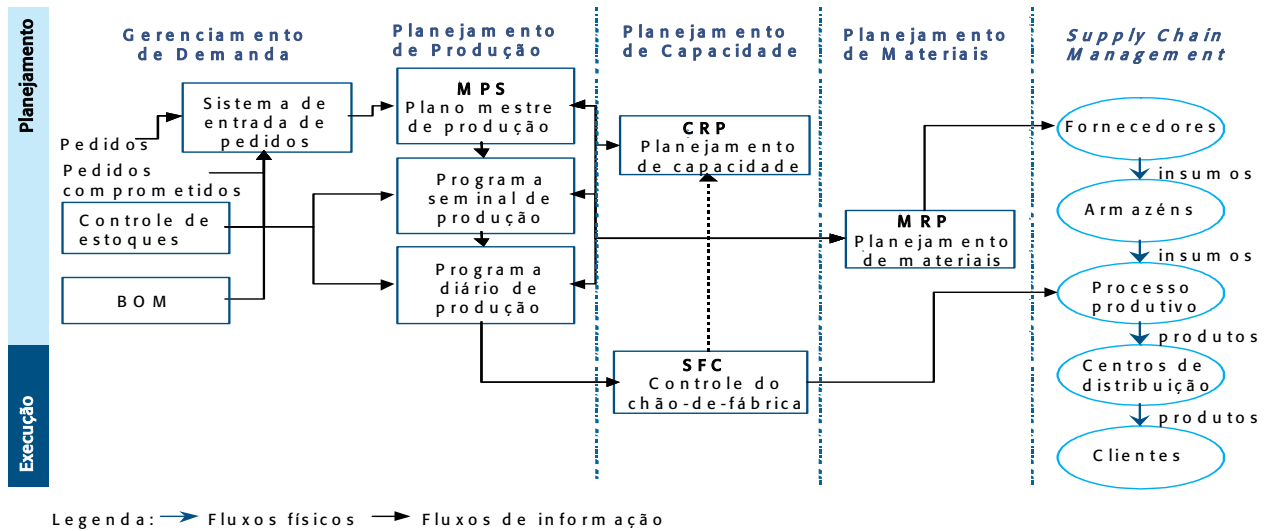 Planejamento
Execução
Gerenciamento
de Demanda
Planejamento
de Produção
Planejamento
de Capacidade
Planejamento
de Materiais
Supply Chain
Management
Pedidos
Pedidos
comprometidos
Sistema de
entrada de
pedidos
Controle de
estoques
BOM
MPS
Plano mestre
de produção
Programa
seminal de
produção
Programa
diário de
produção
CRP
Planejamento
de capacidade
SFC
Controle do
chão-de-fábrica
MRP
Planejamento
de materiais
Fornecedores
insumos
Armazéns
insumos
Processo
produtivo
produtos
Centros de
distribuição
produtos
Clientes
Legenda: Fluxos físicos Fluxos de informação